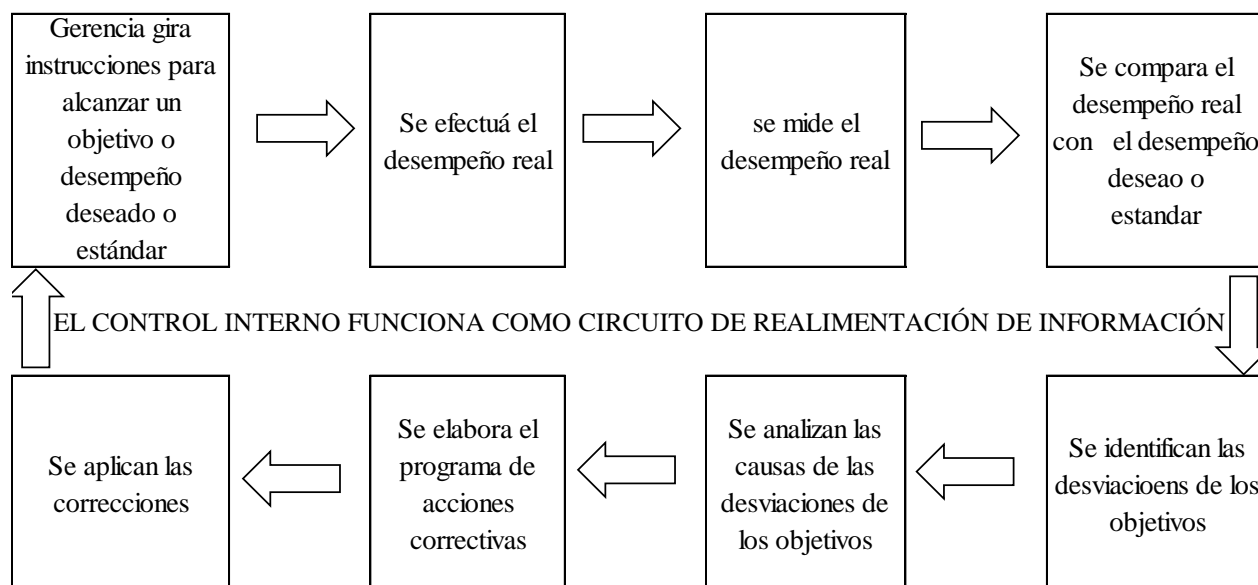 Gerencia gira
instrucciones para
alcanzar un
objetivo o
desempeño
deseado o
estándar
Se efectuá el
desempeño real
se mide el
desempeño real
Se compara el
desempeño real
con el desempeño
deseao o
estandar
EL CONTROL INTERNO FUNCIONA COMO CIRCUITO DE REALIMENTACIÓN DE INFORMACIÓN
Se aplican las
correcciones
Se elabora el
programa de
acciones
correctivas
Se analizan las
causas de las
desviaciones de
los objetivos
Se identifican las
desviacioens de los
objetivos